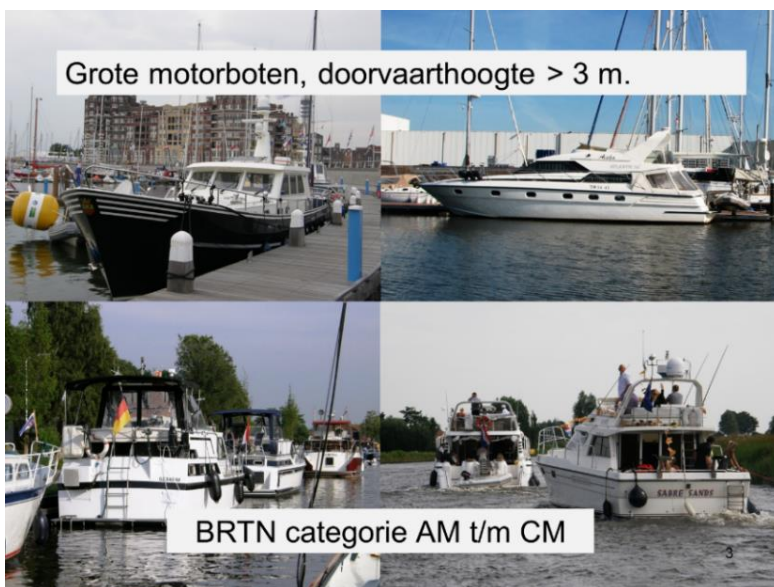 Grote motorboten, doorvaarthoogte > 3 m.
SABRE SANDS
BRTN categorie AM t/m CM
3